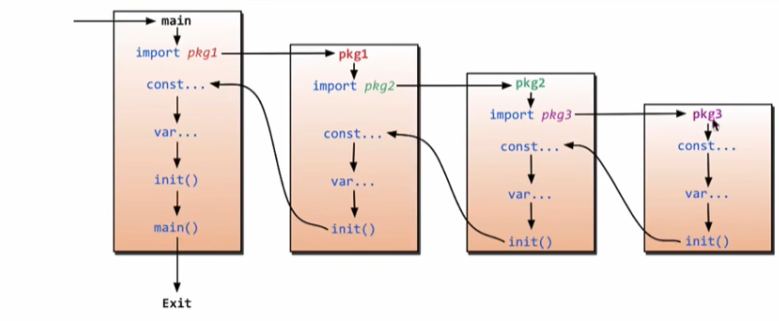 main
import pkg1
const...
var...
init()
main()
Exit
pkg1
import pkg2
const...
var...
init()
pkg2
import pkg3
const...
var...
init()
pkg3
const...
var...
init()